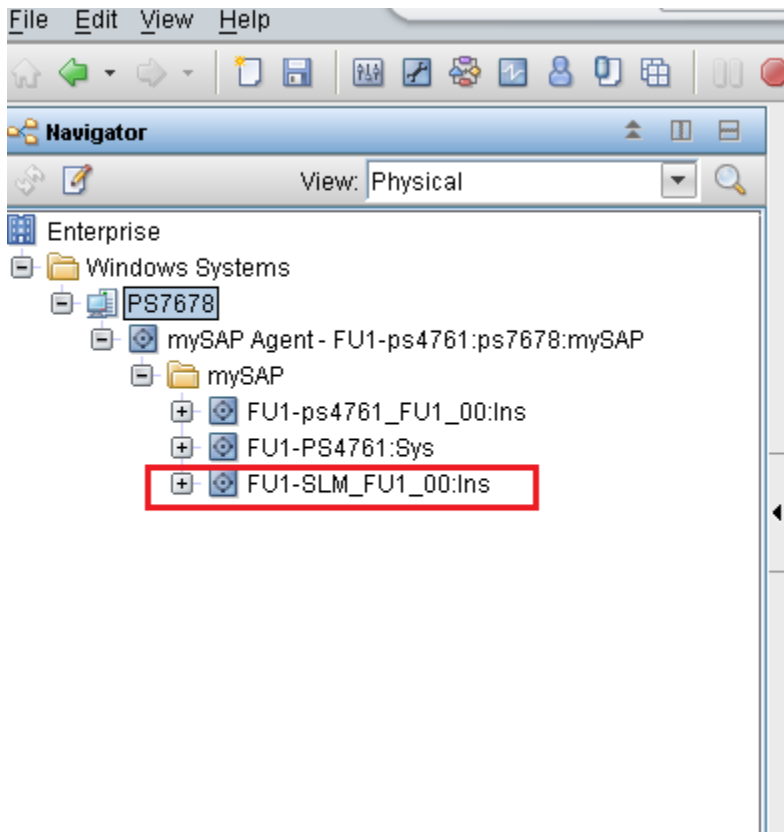 File Edit View Help
Navigator
View: Physical
Enterprise
Windows Systems
PS7678
mySAP Agent - FU1-ps4761:ps7678:mySAP
mySAP
FU1-ps4761_FU1_00:Ins
FU1-PS4761:Sys
FU1-SLM_FU1_00:Ins